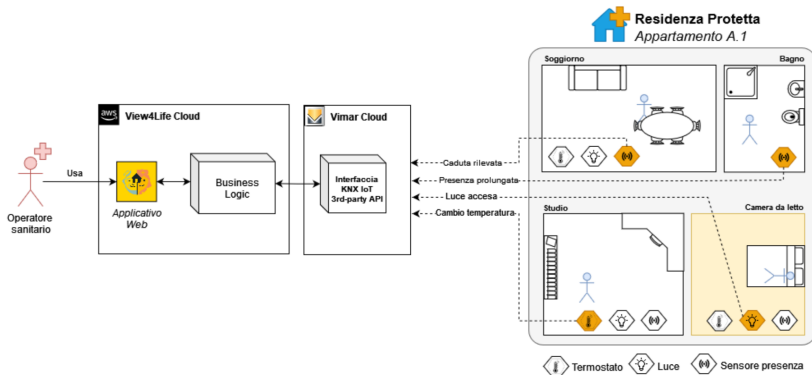 Residenza Protetta
Appartamento A.1
Soggiorno
Bagno
aws
View4Life Cloud
Vimar Cloud
Caduta rilevata
Usa
Business
Logic
Interfaccia
KNX IoT
3rd-party API
Presenza prolungata
Luce accesa
Operatore
sanitario
Applicativo
Web
Cambio temperatura
Studio
Camera da letto
Termostato
Luce
Sensore presenza